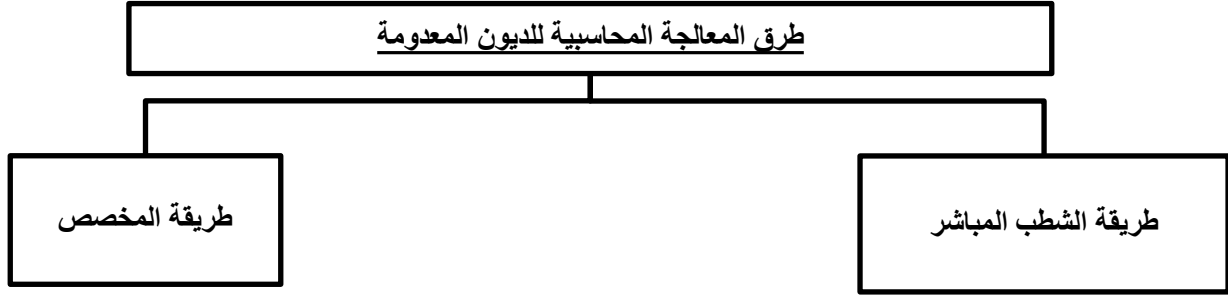 طرق المعالجة المحاسبية للديون المعدومة
طريقة الشطب المباشر
طريقة المخصص